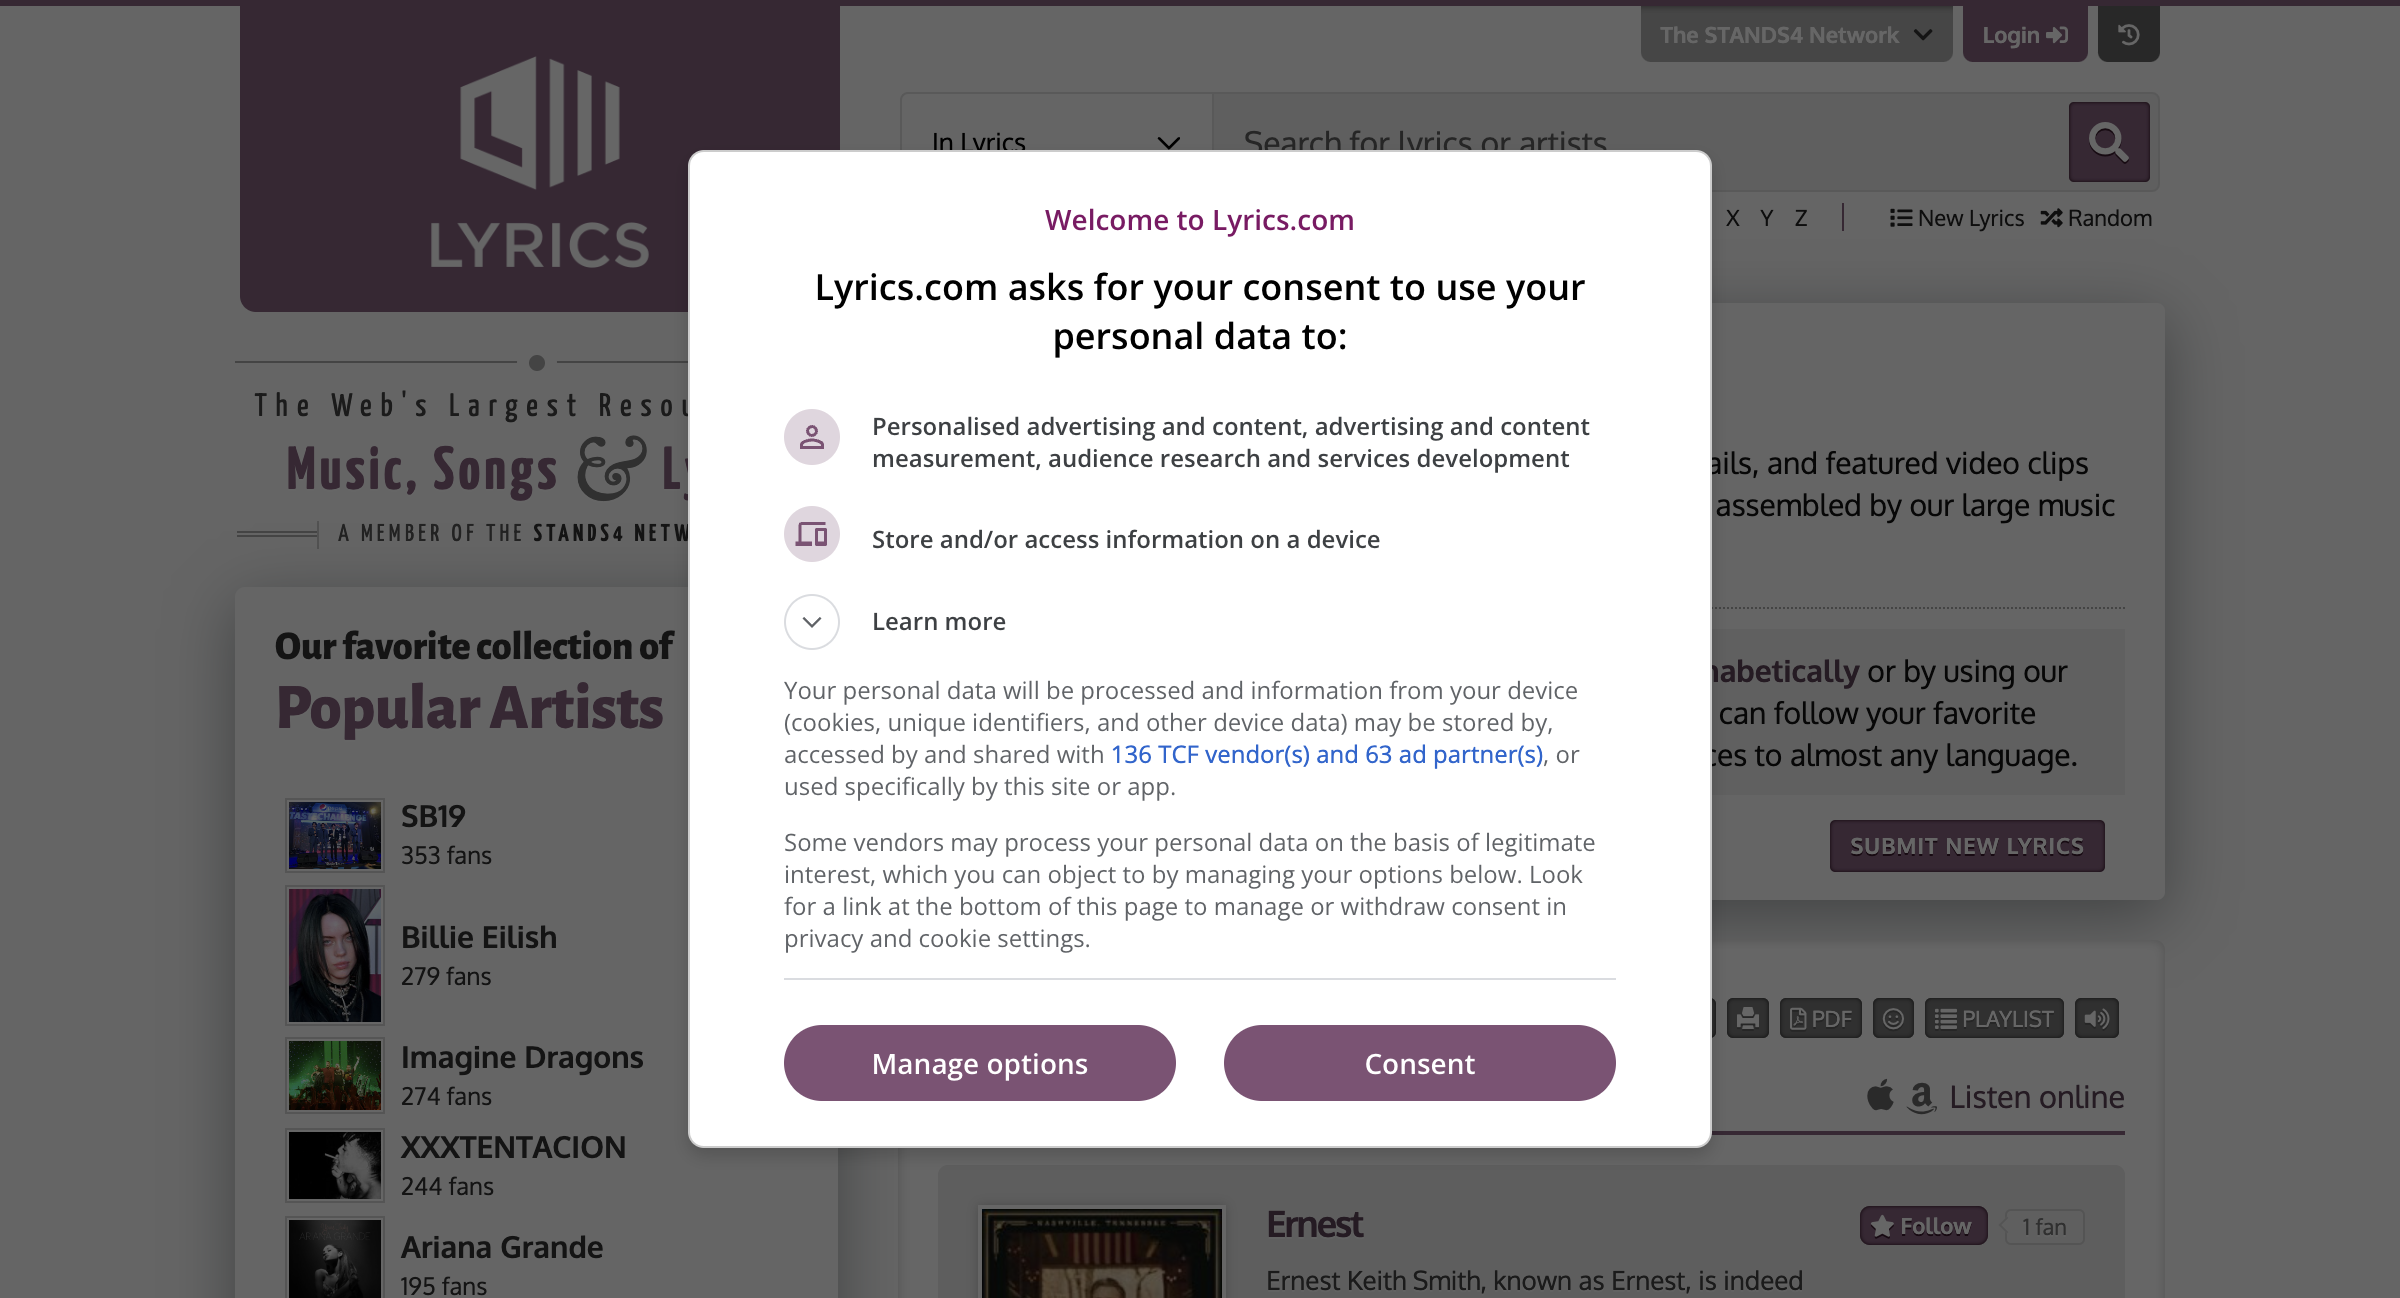 The STANDS4 Network
Login
LYRICS
In Lyrics
Search for lyrics or artists
X Y Z | New Lyrics Random
Welcome to Lyrics.com
Lyrics.com asks for your consent to use your
personal data to:
Personalised advertising and content, advertising and content
measurement, audience research and services development
Store and/or access information on a device
Learn more
Your personal data will be processed and information from your device
(cookies, unique identifiers, and other device data) may be stored by,
accessed by and shared with 136 TCF vendor(s) and 63 ad partner(s), or
used specifically by this site or app.
Some vendors may process your personal data on the basis of legitimate
interest, which you can object to by managing your options below. Look
for a link at the bottom of this page to manage or withdraw consent in
privacy and cookie settings.
Manage options
Consent
The Web's Largest
Music, Songs &
A MEMBER OF THE STANDS4
Our favorite collection of
Popular Artists
SB19
353 fans
Billie Eilish
279 fans
Imagine Dragons
274 fans
XXXTENTACION
244 fans
Ariana Grande
195 fans
and featured video clips
assembled by our large music
or by using our
can follow your favorite
to almost any language.
SUBMIT NEW LYRICS
PDF
PLAYLIST
Listen online
NASHVILLE, TENNESSEE
Ernest
Follow
1 fan
Ernest Keith Smith, known as Ernest, is indeed